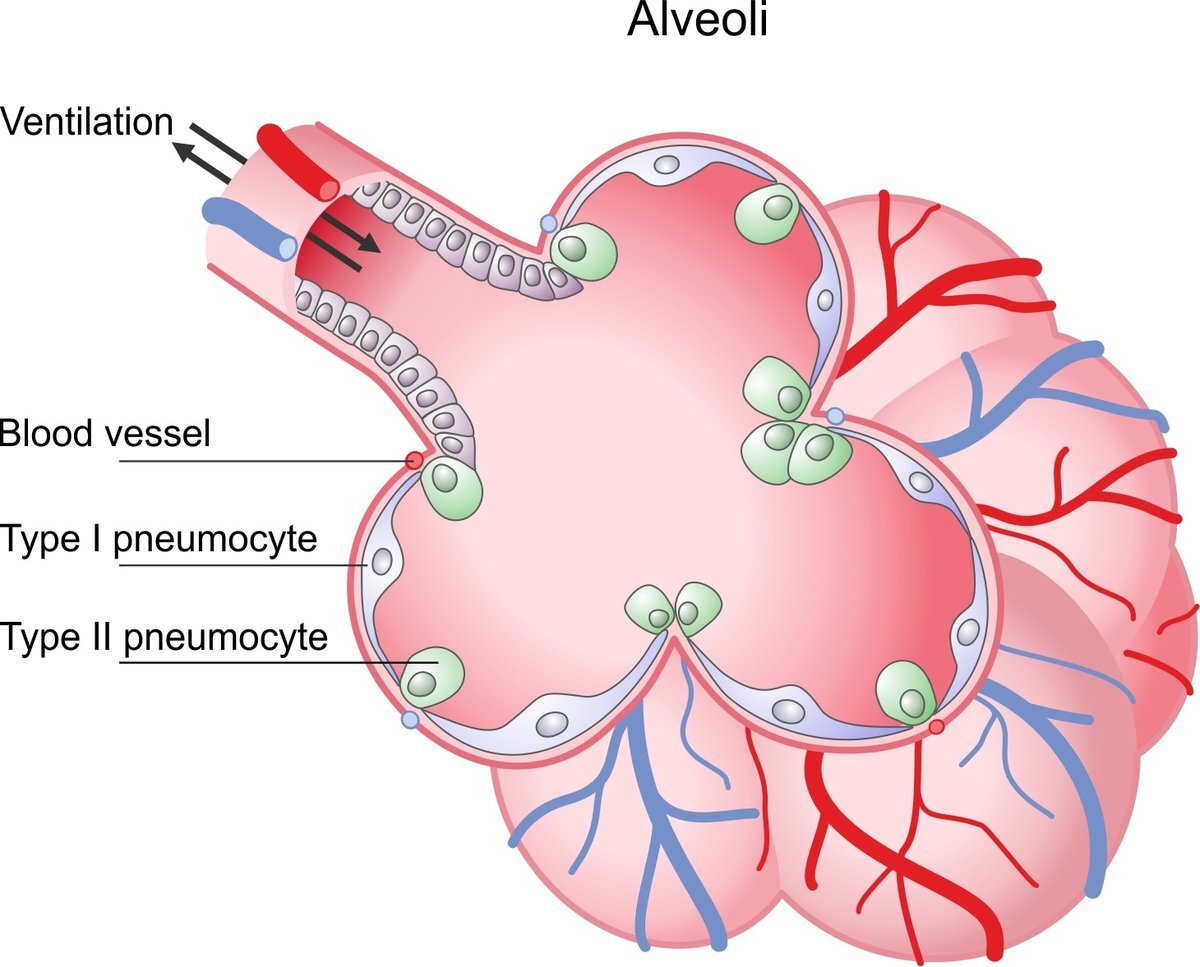 Alveoli
Ventilation
Blood vessel
Type I pneumocyte
Type II pneumocyte